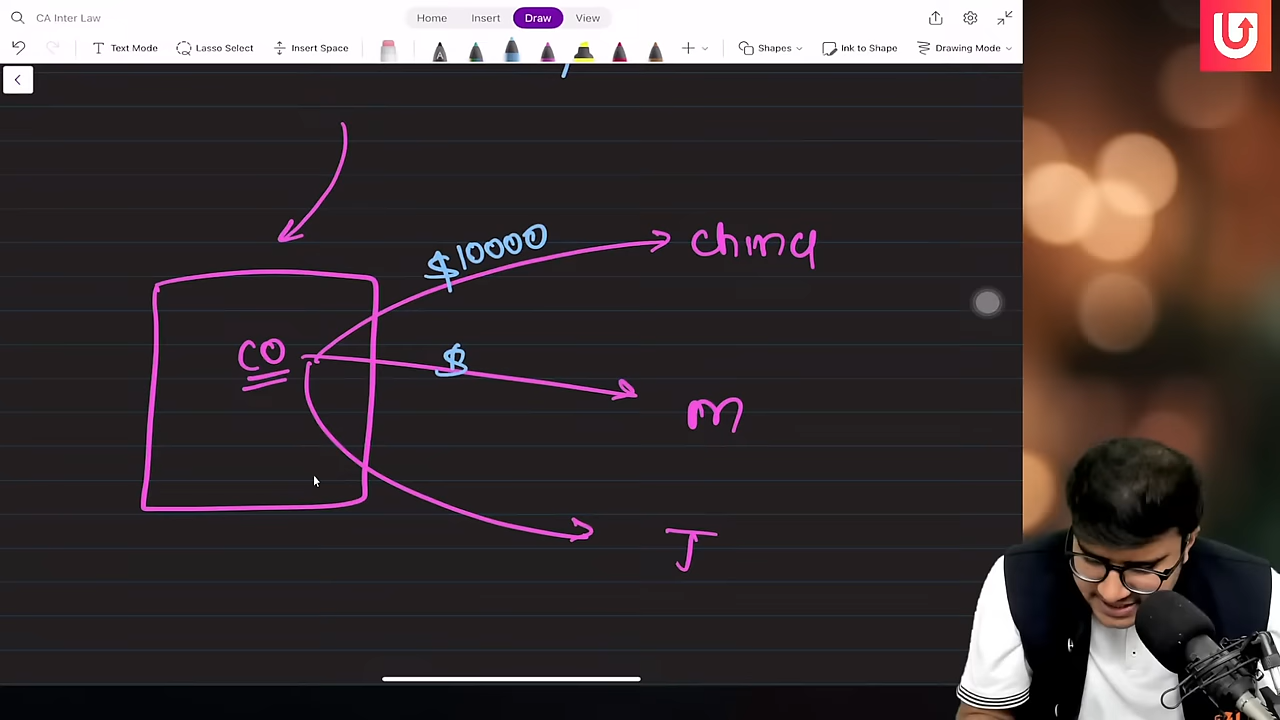 CA Inter Law
Home Insert Draw View
Text Mode Lasso Select Insert Space Shapes Ink to Shape Drawing Mode
$10000
China
CO
$
m
J